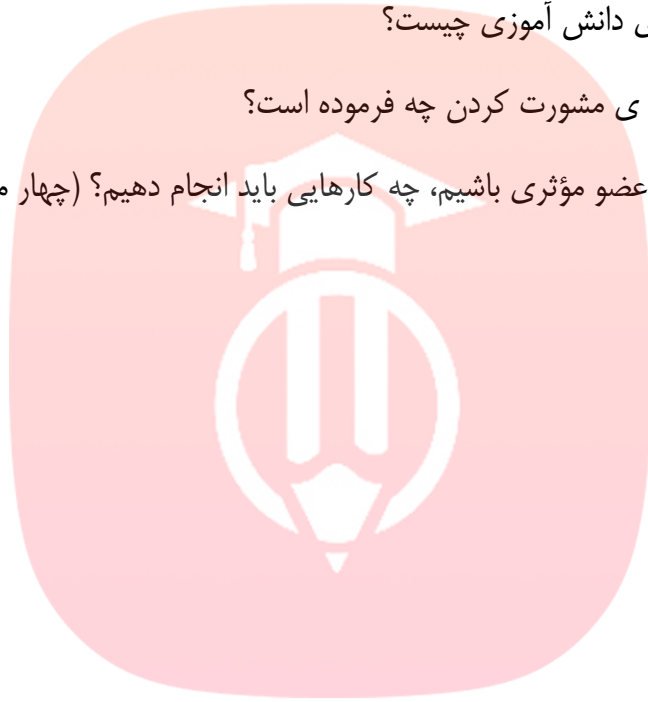 دانش آموزی چیست؟
ی مشورت کردن چه فرموده است؟
عضو مؤثری باشیم، چه کارهایی باید انجام دهیم؟ (چهار